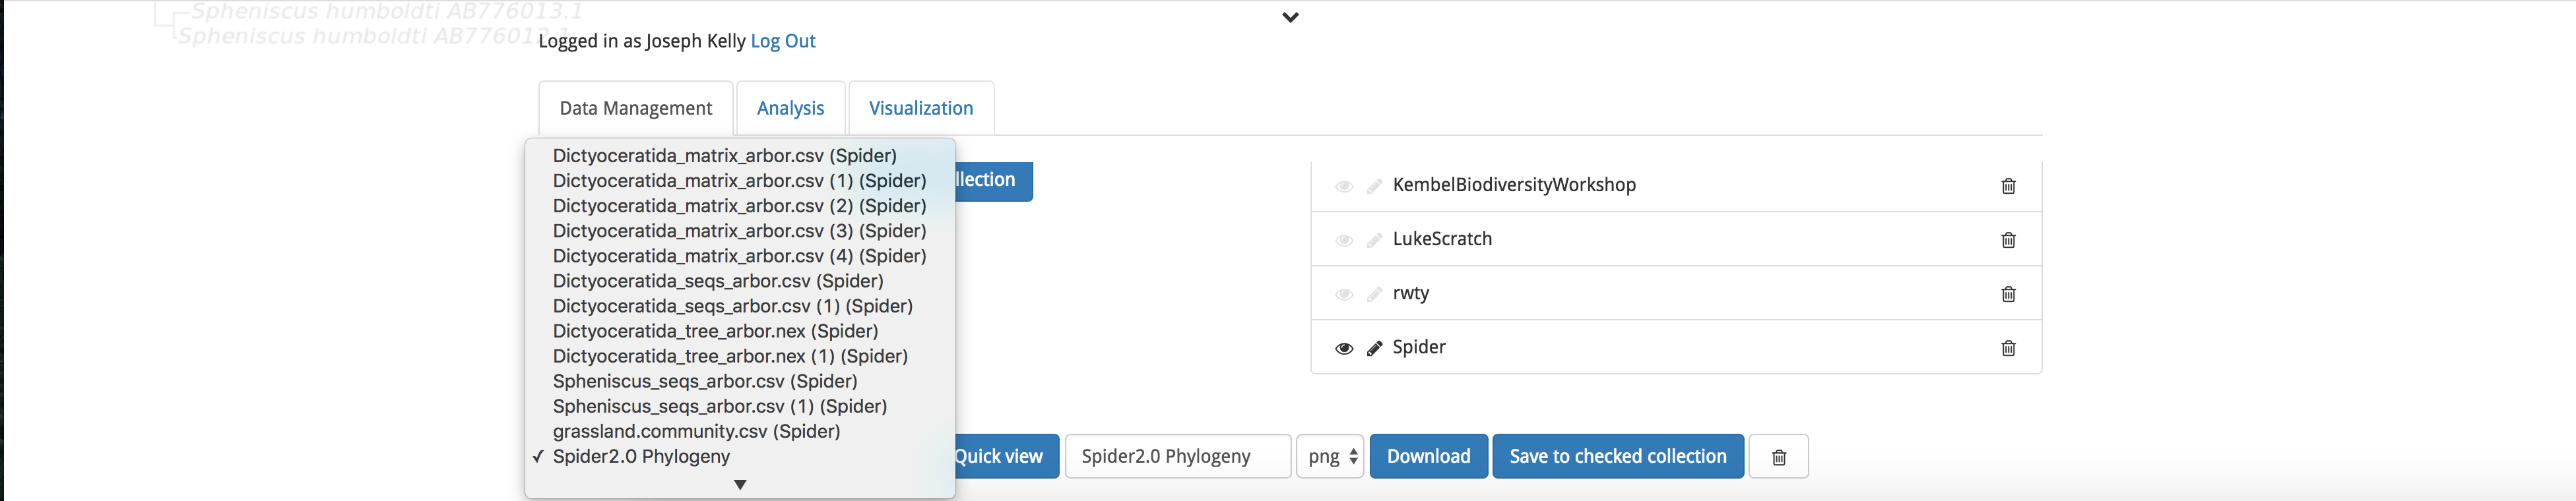 Spheniscus humboldti AB776013.1
Spheniscus humboldti AB776012.1
Logged in as Joseph Kelly Log Out
Data Management
Analysis
Visualization
Dictyoceratida_matrix_arbor.csv (Spider)
Dictyoceratida_matrix_arbor.csv (1) (Spider)
Dictyoceratida_matrix_arbor.csv (2) (Spider)
Dictyoceratida_matrix_arbor.csv (3) (Spider)
Dictyoceratida_matrix_arbor.csv (4) (Spider)
Dictyoceratida_seqs_arbor.csv (Spider)
Dictyoceratida_seqs_arbor.csv (1) (Spider)
Dictyoceratida_tree_arbor.nex (Spider)
Dictyoceratida_tree_arbor.nex (1) (Spider)
Spheniscus_seqs_arbor.csv (Spider)
Spheniscus_seqs_arbor.csv (1) (Spider)
grassland.community.csv (Spider)
✓ Spider2.0 Phylogeny
llection
KembelBiodiversityWorkshop
LukeScratch
rwty
Spider
Quick view
Spider2.0 Phylogeny
png
Download
Save to checked collection